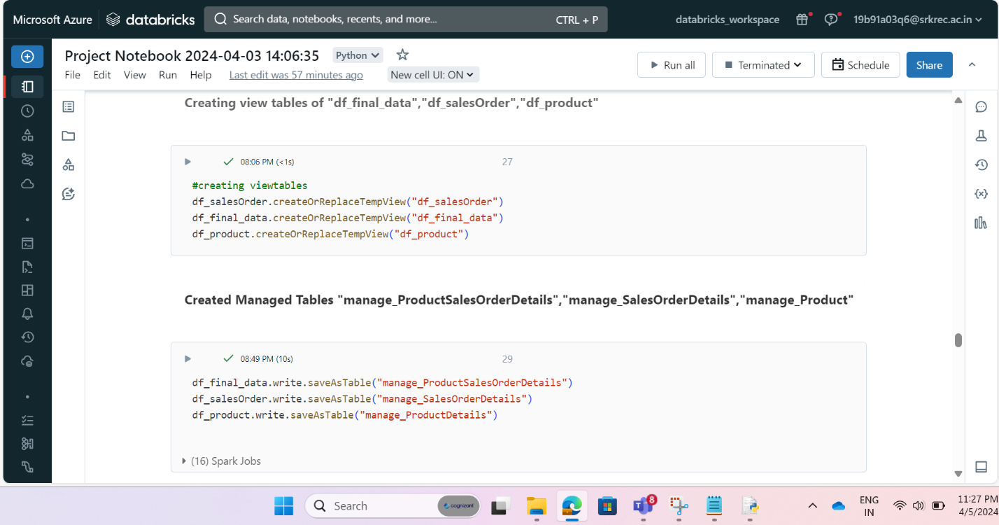 Microsoft Azure databricks Search data, notebooks, recents, and more... CTRL + P databricks_workspace 19b91a03q6@srkrec.ac.in
Project Notebook 2024-04-03 14:06:35 Python
File Edit View Run Help Last edit was 57 minutes ago New cell UI: ON
Run all Terminated Schedule Share
Creating view tables of "df_final_data","df_salesOrder","df_product"
08:06 PM (<1s) 27
#creating viewtables
df_salesOrder.createOrReplaceTempView("df_salesOrder")
df_final_data.createOrReplaceTempView("df_final_data")
df_product.createOrReplaceTempView("df_product")
Created Managed Tables "manage_ProductSalesOrderDetails","manage_SalesOrderDetails","manage_Product"
08:49 PM (10s) 29
df_final_data.write.saveAsTable("manage_ProductSalesOrderDetails")
df_salesOrder.write.saveAsTable("manage_SalesOrderDetails")
df_product.write.saveAsTable("manage_ProductDetails")
(16) Spark Jobs
Search cognizant 8 ENG 11:27 PM
IN 4/5/2024